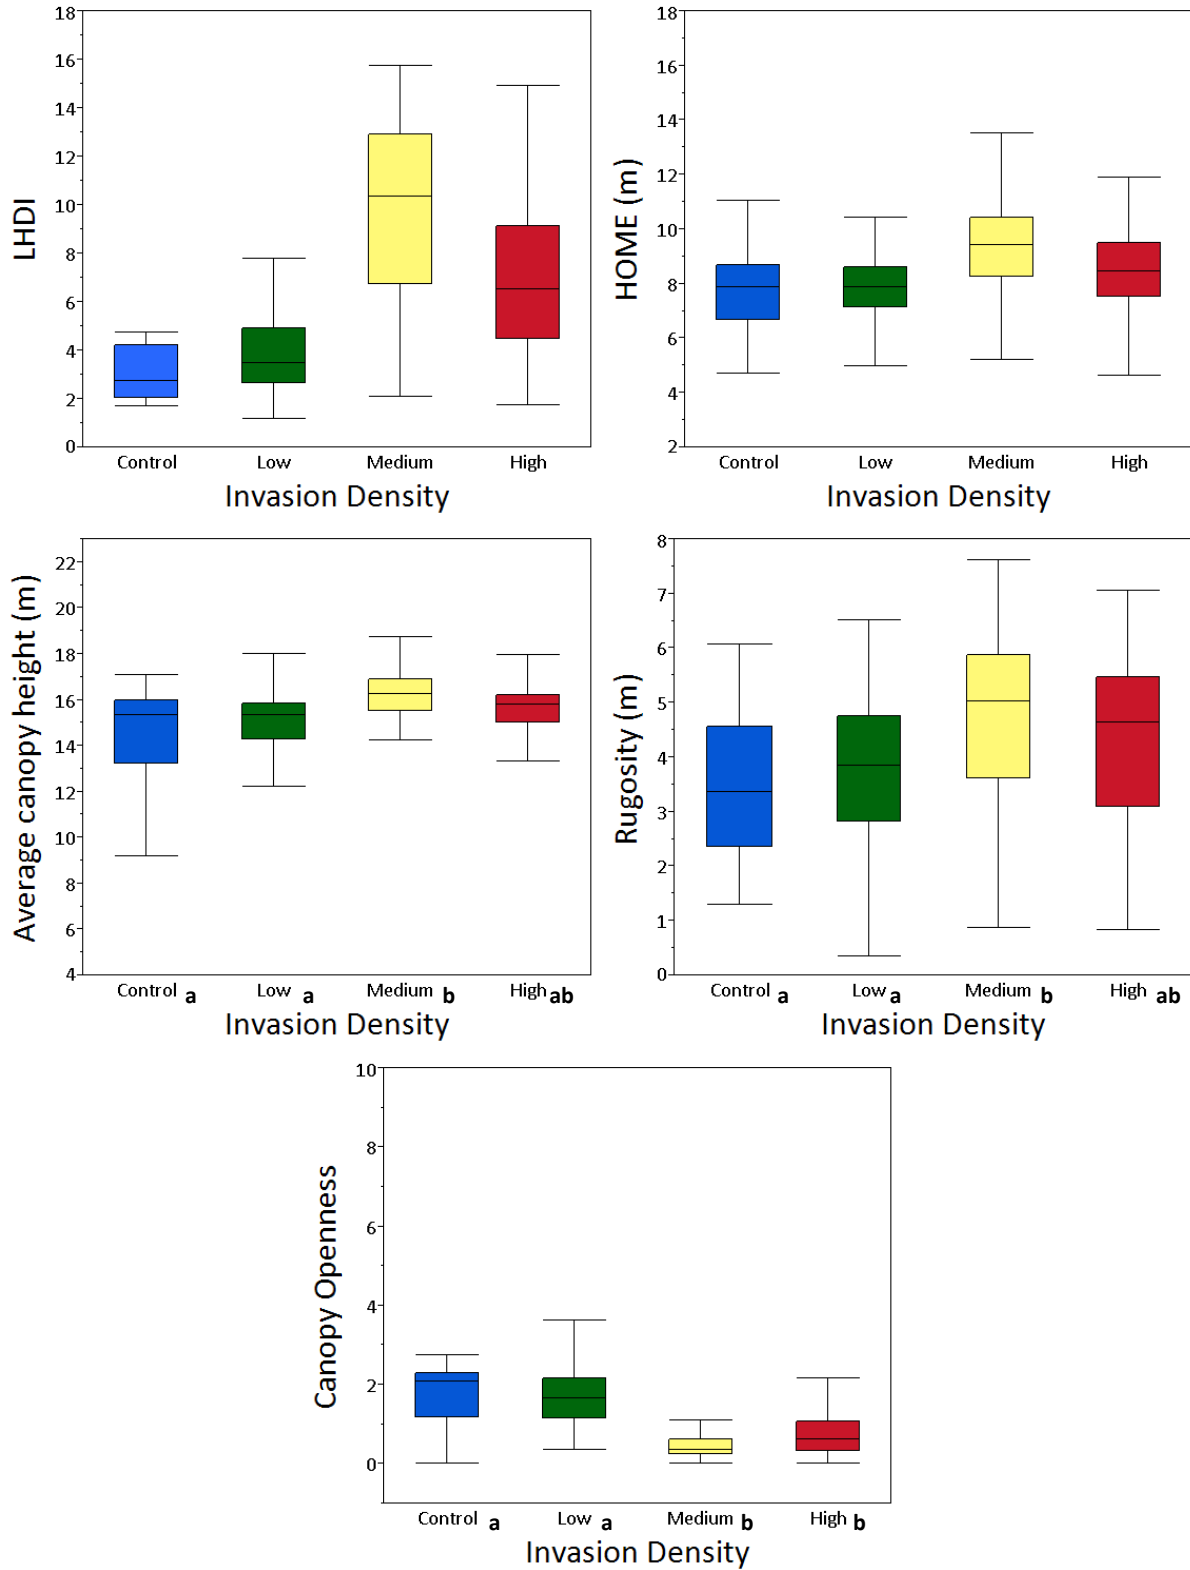 LHDI
18
16
14
12
10
8
6
4
2
0
Control Low Medium High
Invasion Density
HOME (m)
18
16
14
12
10
8
6
4
2
Control Low Medium High
Invasion Density
Average canopy height (m)
22
20
18
16
14
12
10
8
6
4
Control a Low a Medium b High ab
Invasion Density
Rugosity (m)
8
7
6
5
4
3
2
1
0
Control a Low a Medium b High ab
Invasion Density
Canopy Openness
10
8
6
4
2
0
Control a Low a Medium b High b
Invasion Density